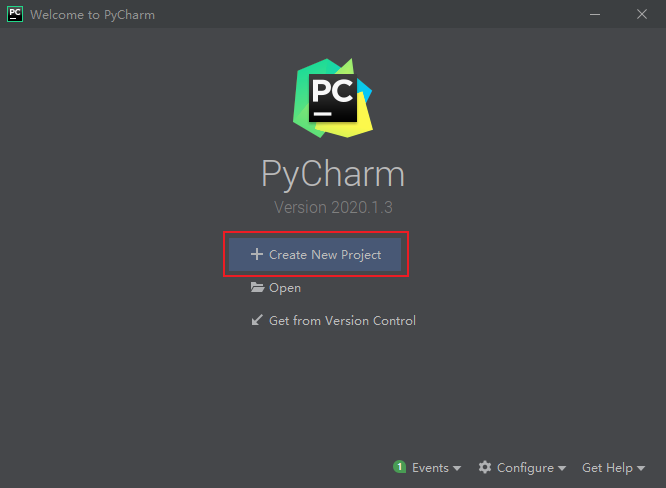 PC Welcome to PyCharm
PC
PyCharm
Version 2020.1.3
Create New Project
Open
Get from Version Control
1 Events Configure Get Help